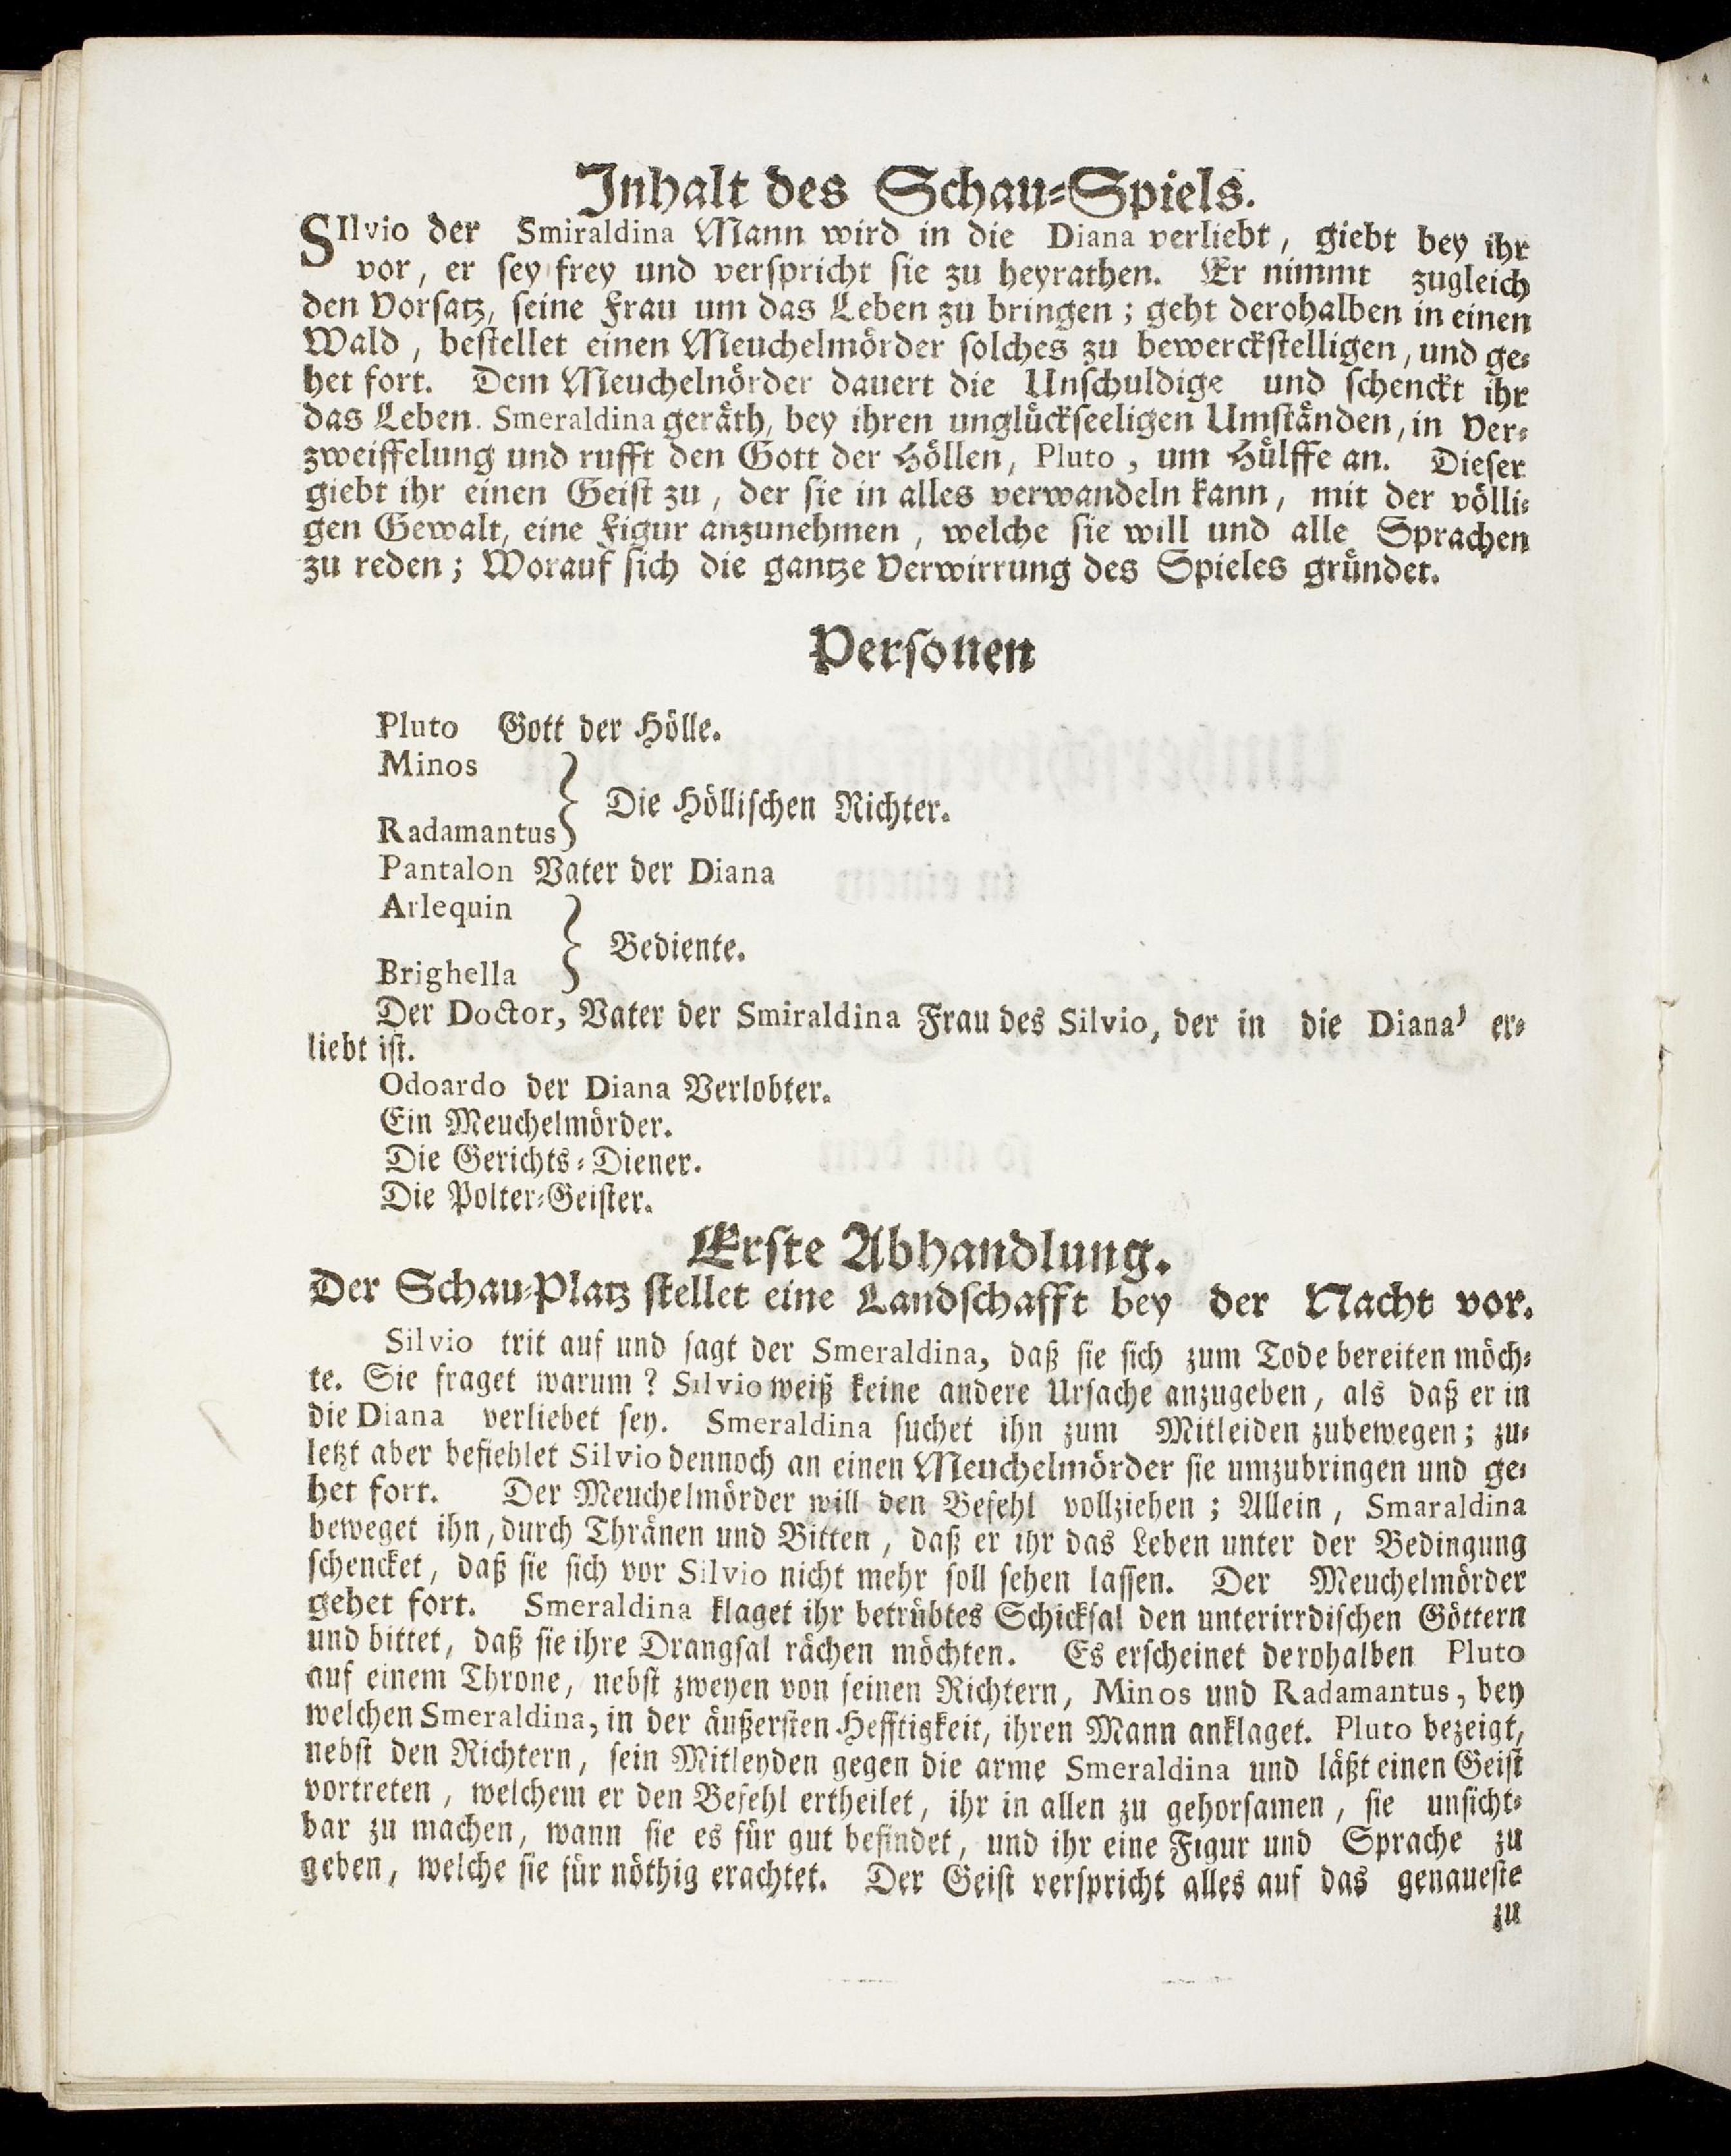 Inhalt des Schau-Spiels.
SIlvio der Smiraldina Mann wird in die Diana verliebt, giebt bey ihr
vor, er sey frey und verspricht sie zu heyrathen. Er nimmt zugleich
den Vorsatz, seine Frau um das Leben zu bringen; geht derohalben in einen
Wald, bestellet einen Meuchelmörder solches zu bewerckstelligen, und ge-
het fort. Dem Meuchelnörder dauert die Unschuldige und schenckt ihr
das Leben. Smeraldina geräth, bey ihren unglückseeligen Umständen, in Ver-
zweiffelung und rufft den Gott der Höllen, Pluto, um Hülffe an. Dieser
giebt ihr einen Geist zu, der sie in alles verwandeln kann, mit der völli-
gen Gewalt, eine Figur anzunehmen, welche sie will und alle Sprachen
zu reden; Worauf sich die gantze Verwirrung des Spieles gründet.
Personen
Pluto Gott der Hölle.
Minos
Die Höllischen Richter.
Radamantus
Pantalon Vater der Diana
Arlequin
Bediente.
Brighella
Der Doctor, Vater der Smiraldina Frau des Silvio, der in die Diana' er-
liebt ist.
Odoardo der Diana Verlobter.
Ein Meuchelmörder.
Die Gerichts-Diener.
Die Polter-Geister.
Erste Abhandlung.
Der Schau-Platz stellet eine Landschafft bey der Nacht vor.
Silvio trit auf und sagt der Smeraldina, daß sie sich zum Tode bereiten möch-
te. Sie fraget warum? Silvio weiß keine andere Ursache anzugeben, als daß er in
die Diana verliebet sey. Smeraldina suchet ihn zum Mitleiden zubewegen; zu-
letzt aber befiehlet Silvio dennoch an einen Meuchelmörder sie umzubringen und ge-
het fort. Der Meuchelmörder will den Befehl vollziehen; Allein, Smaraldina
beweget ihn, durch Thränen und Bitten, daß er ihr das Leben unter der Bedingung
schencket, daß sie sich vor Silvio nicht mehr soll sehen lassen. Der Meuchelmörder
gehet fort. Smeraldina klaget ihr betrübtes Schicksal den unterirrdischen Göttern
und bittet, daß sie ihre Drangsal rächen möchten. Es erscheinet derohalben Pluto
auf einem Throne, nebst zweyen von seinen Richtern, Minos und Radamantus, bey
welchen Smeraldina, in der äußersten Hefftigkeit, ihren Mann anklaget. Pluto bezeigt,
nebst den Richtern, sein Mitleyden gegen die arme Smeraldina und läßt einen Geist
vortreten, welchem er den Befehl ertheilet, ihr in allen zu gehorsamen, sie unsicht-
bar zu machen, wann sie es für gut befindet, und ihr eine Figur und Sprache zu
geben, welche sie für nöthig erachtet. Der Geist verspricht alles auf das genaueste
zu